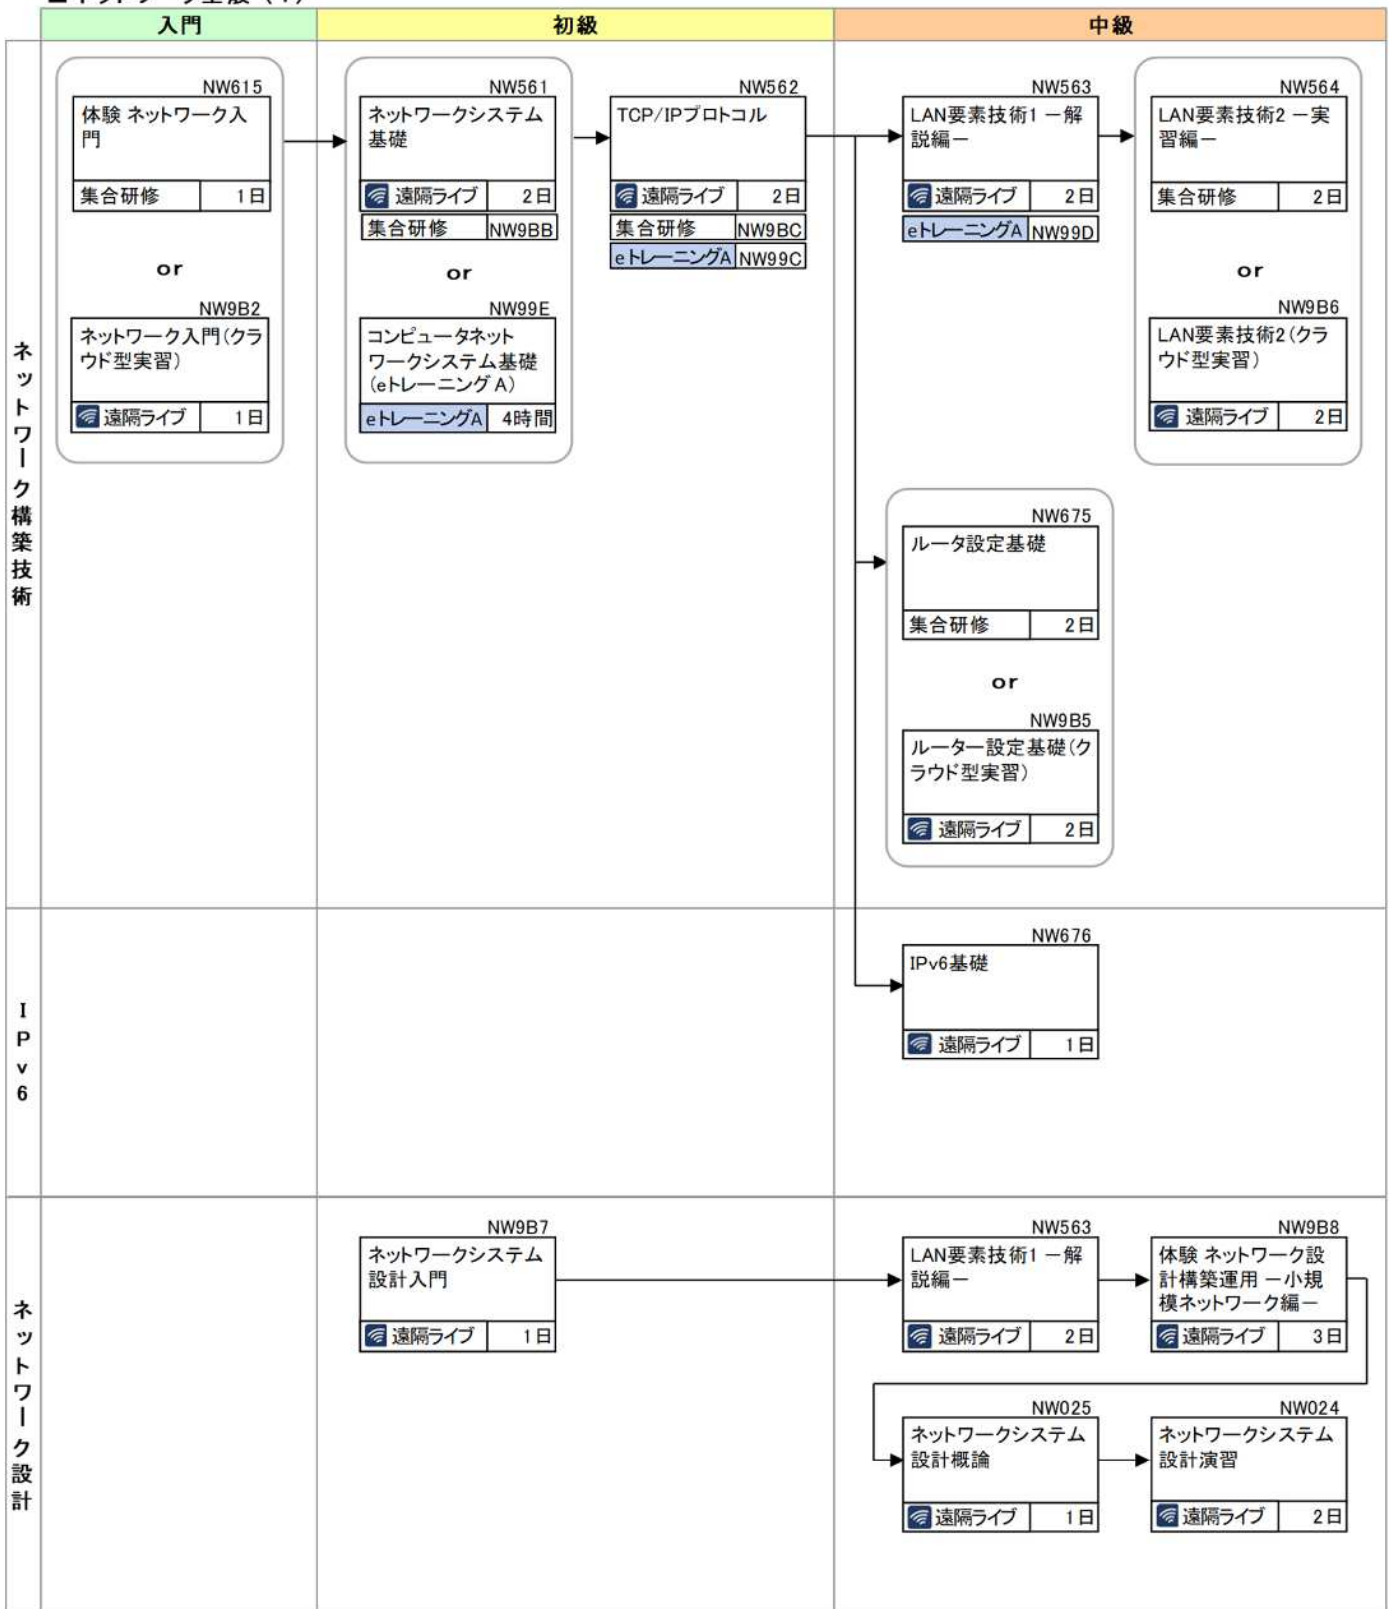 入門
初級
中級
ネットワーク構築技術
NW615
体験 ネットワーク入
門
集合研修 1日
or
NW9B2
ネットワーク入門(クラ
ウド型実習)
遠隔ライブ 1日
NW561
ネットワークシステム
基礎
遠隔ライブ 2日
集合研修 NW9BB
or
NW99E
コンピュータネット
ワークシステム基礎
(eトレーニングA)
eトレーニングA 4時間
NW562
TCP/IPプロトコル
遠隔ライブ 2日
集合研修 NW9BC
eトレーニングA NW99C
NW563
LAN要素技術1 −解
説編−
遠隔ライブ 2日
eトレーニングA NW99D
NW564
LAN要素技術2 −実
習編−
集合研修 2日
or
NW9B6
LAN要素技術2(クラ
ウド型実習)
遠隔ライブ 2日
NW675
ルータ設定基礎
集合研修 2日
or
NW9B5
ルーター設定基礎(ク
ラウド型実習)
遠隔ライブ 2日
IPv6
NW676
IPv6基礎
遠隔ライブ 1日
ネットワーク設計
NW9B7
ネットワークシステム
設計入門
遠隔ライブ 1日
NW563
LAN要素技術1 −解
説編−
遠隔ライブ 2日
NW9B8
体験 ネットワーク設
計構築運用 −小規
模ネットワーク編−
遠隔ライブ 3日
NW025
ネットワークシステム
設計概論
遠隔ライブ 1日
NW024
ネットワークシステム
設計演習
遠隔ライブ 2日